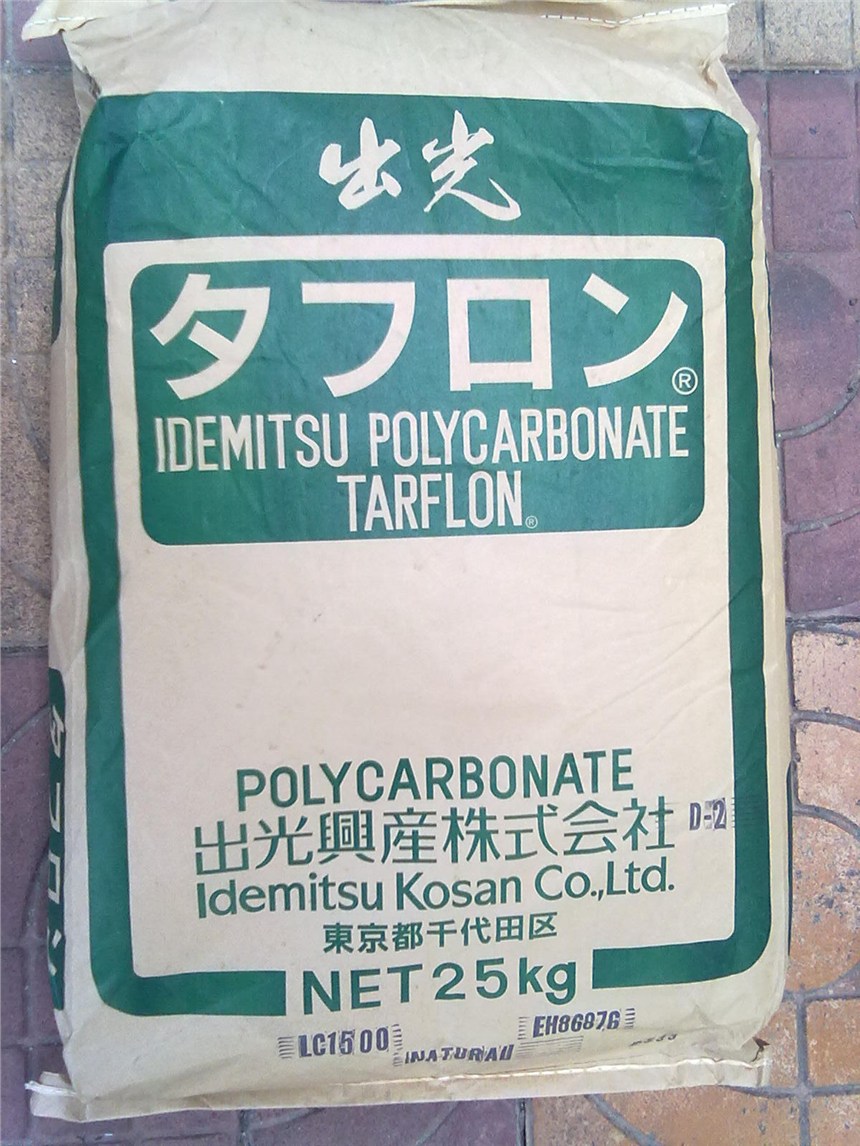 出光
タフロン®
IDEMITSU POLYCARBONATE
TARFLON®
タフロン
POLYCARBONATE
出光興産株式会社
D-2
Idemitsu Kosan Co.,Ltd.
東京都千代田区
NET 25kg
LC1500
NATURAL